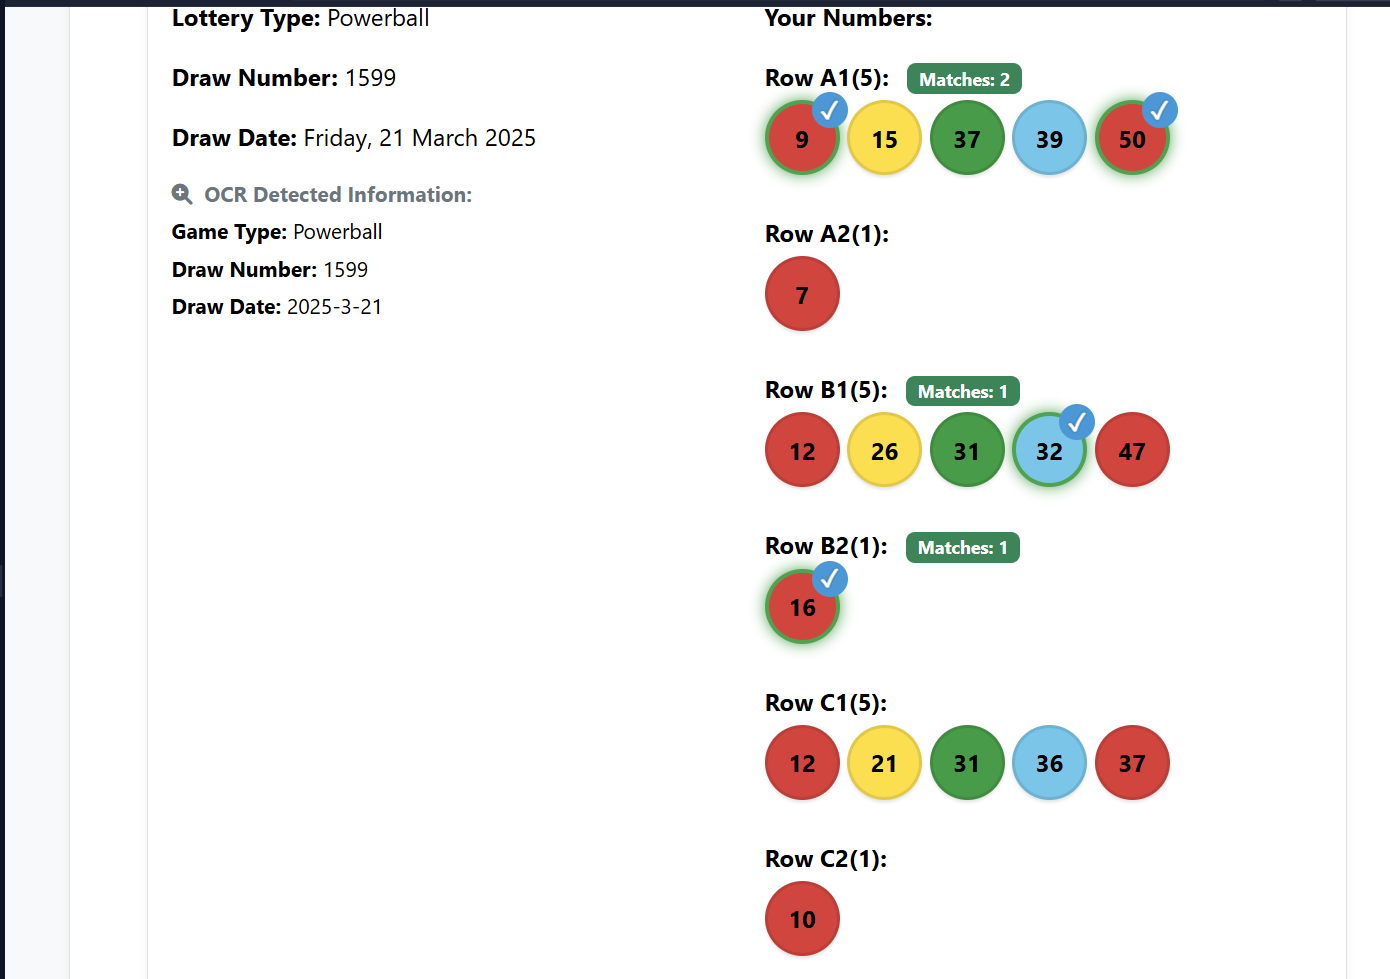 Lottery Type: Powerball
Draw Number: 1599
Draw Date: Friday, 21 March 2025
OCR Detected Information:
Game Type: Powerball
Draw Number: 1599
Draw Date: 2025-3-21
Your Numbers:
Row A1(5): Matches: 2
9 15 37 39 50
Row A2(1):
7
Row B1(5): Matches: 1
12 26 31 32 47
Row B2(1): Matches: 1
16
Row C1(5):
12 21 31 36 37
Row C2(1):
10